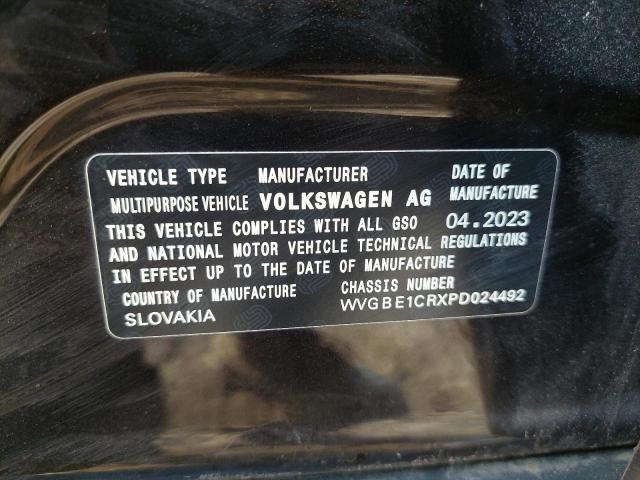 VEHICLE TYPE MANUFACTURER DATE OF MANUFACTURE
MULTIPURPOSE VEHICLE VOLKSWAGEN AG
THIS VEHICLE COMPLIES WITH ALL GSO 04.2023
AND NATIONAL MOTOR VEHICLE TECHNICAL REGULATIONS
IN EFFECT UP TO THE DATE OF MANUFACTURE
COUNTRY OF MANUFACTURE CHASSIS NUMBER
SLOVAKIA WVGBE1CRXPD024492